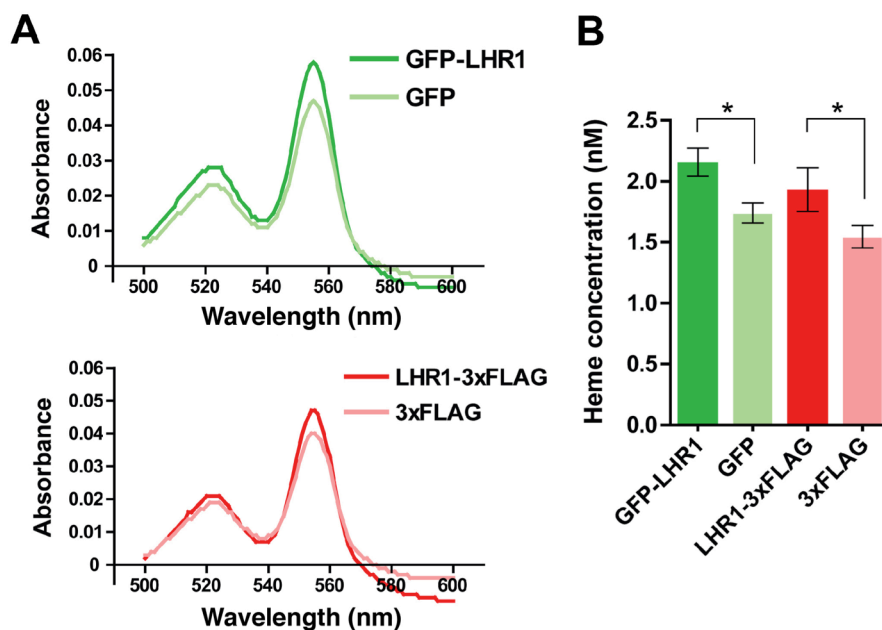 A
GFP-LHR1
GFP
0.06
0.05
0.04
0.03
0.02
0.01
0
Absorbance
500 520 540 560 580 600
Wavelength (nm)
LHR1-3xFLAG
3xFLAG
0.06
0.05
0.04
0.03
0.02
0.01
0
Absorbance
500 520 540 560 580 600
Wavelength (nm)
B
* *
2.5
2.0
1.5
1.0
0.5
0.0
Heme concentration (nM)
GFP-LHR1
GFP
LHR1-3xFLAG
3xFLAG